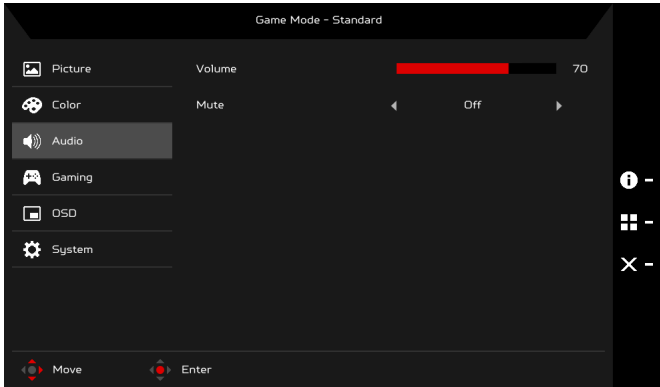 Game Mode - Standard
Picture
Volume 70
Color
Mute Off
Audio
Gaming
OSD
System
Move Enter